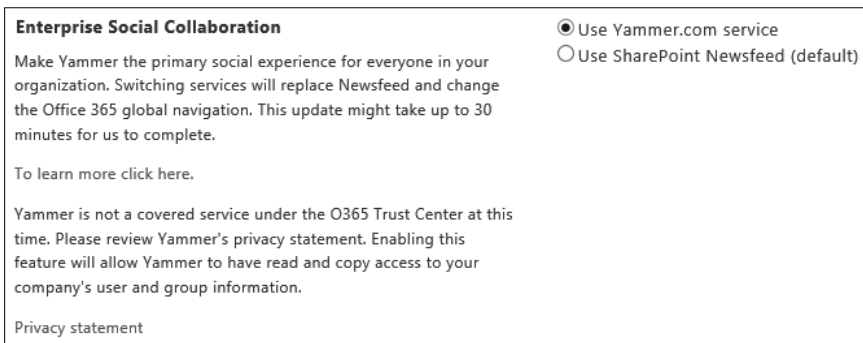 Enterprise Social Collaboration
Make Yammer the primary social experience for everyone in your
organization. Switching services will replace Newsfeed and change
the Office 365 global navigation. This update might take up to 30
minutes for us to complete.
To learn more click here.
Yammer is not a covered service under the O365 Trust Center at this
time. Please review Yammer's privacy statement. Enabling this
feature will allow Yammer to have read and copy access to your
company's user and group information.
Privacy statement
Use Yammer.com service
Use SharePoint Newsfeed (default)